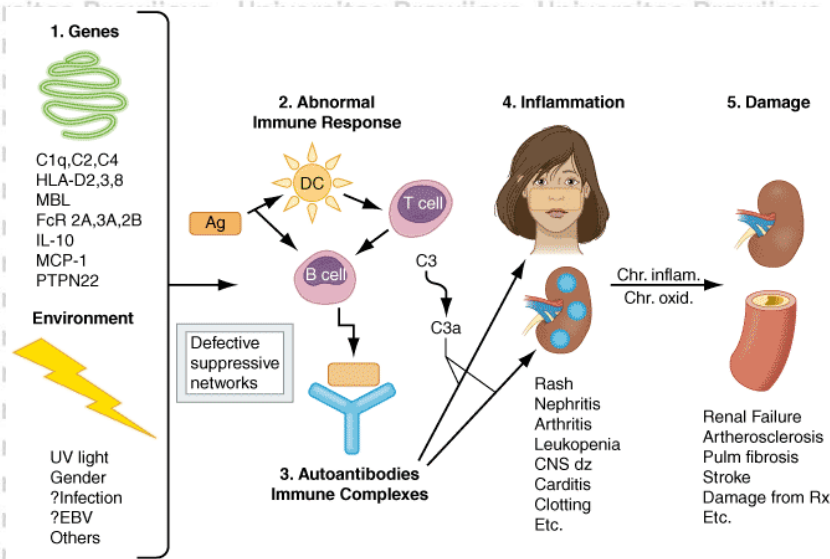 1. Genes
C1q,C2,C4
HLA-D2,3,8
MBL
FcR 2A,3A,2B
IL-10
MCP-1
PTPN22
Environment
UV light
Gender
?Infection
?EBV
Others
2. Abnormal
Immune Response
DC
Ag
T cell
B cell
Defective
suppressive
networks
C3
C3a
3. Autoantibodies
Immune Complexes
4. Inflammation
Rash
Nephritis
Arthritis
Leukopenia
CNS dz
Carditis
Clotting
Etc.
Chr. inflam.
Chr. oxid.
5. Damage
Renal Failure
Artherosclerosis
Pulm fibrosis
Stroke
Damage from Rx
Etc.